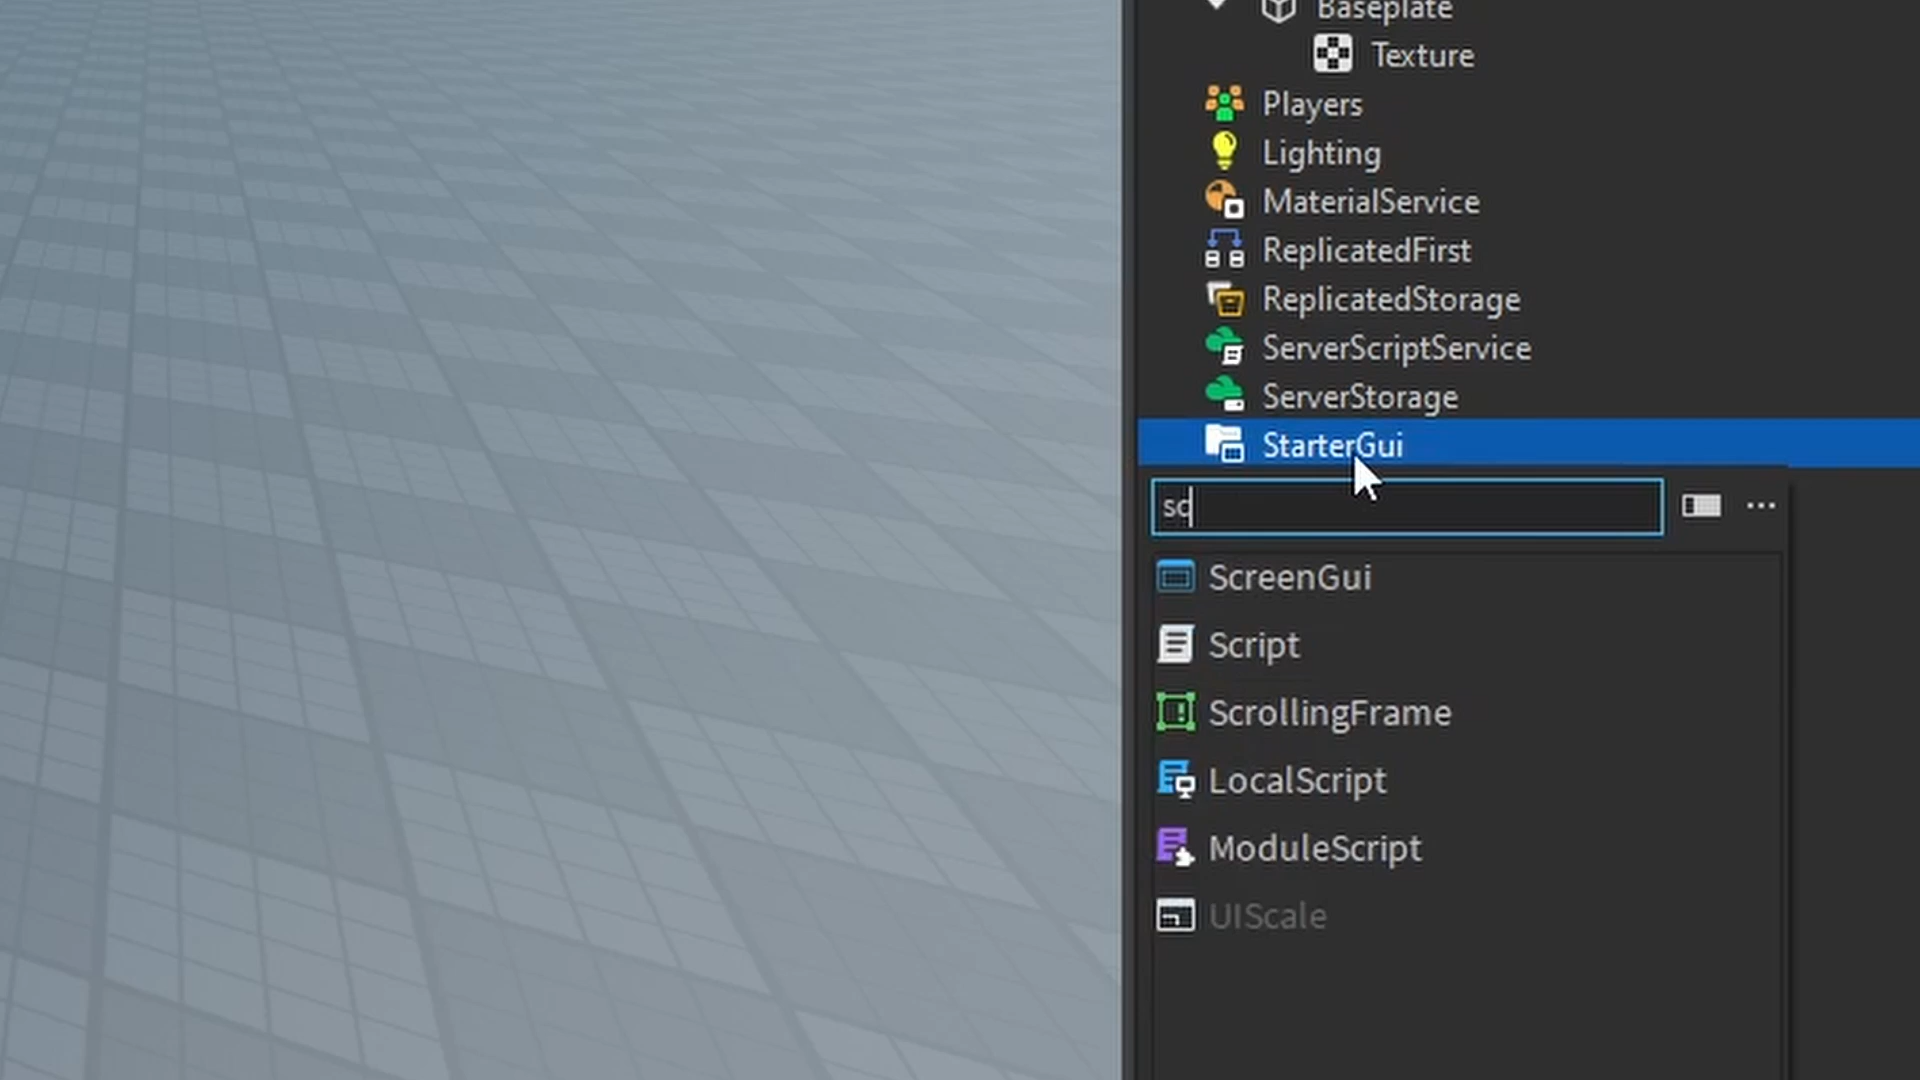 Baseplate
Texture
Players
Lighting
MaterialService
ReplicatedFirst
ReplicatedStorage
ServerScriptService
ServerStorage
StarterGui
sc
ScreenGui
Script
ScrollingFrame
LocalScript
ModuleScript
UIScale